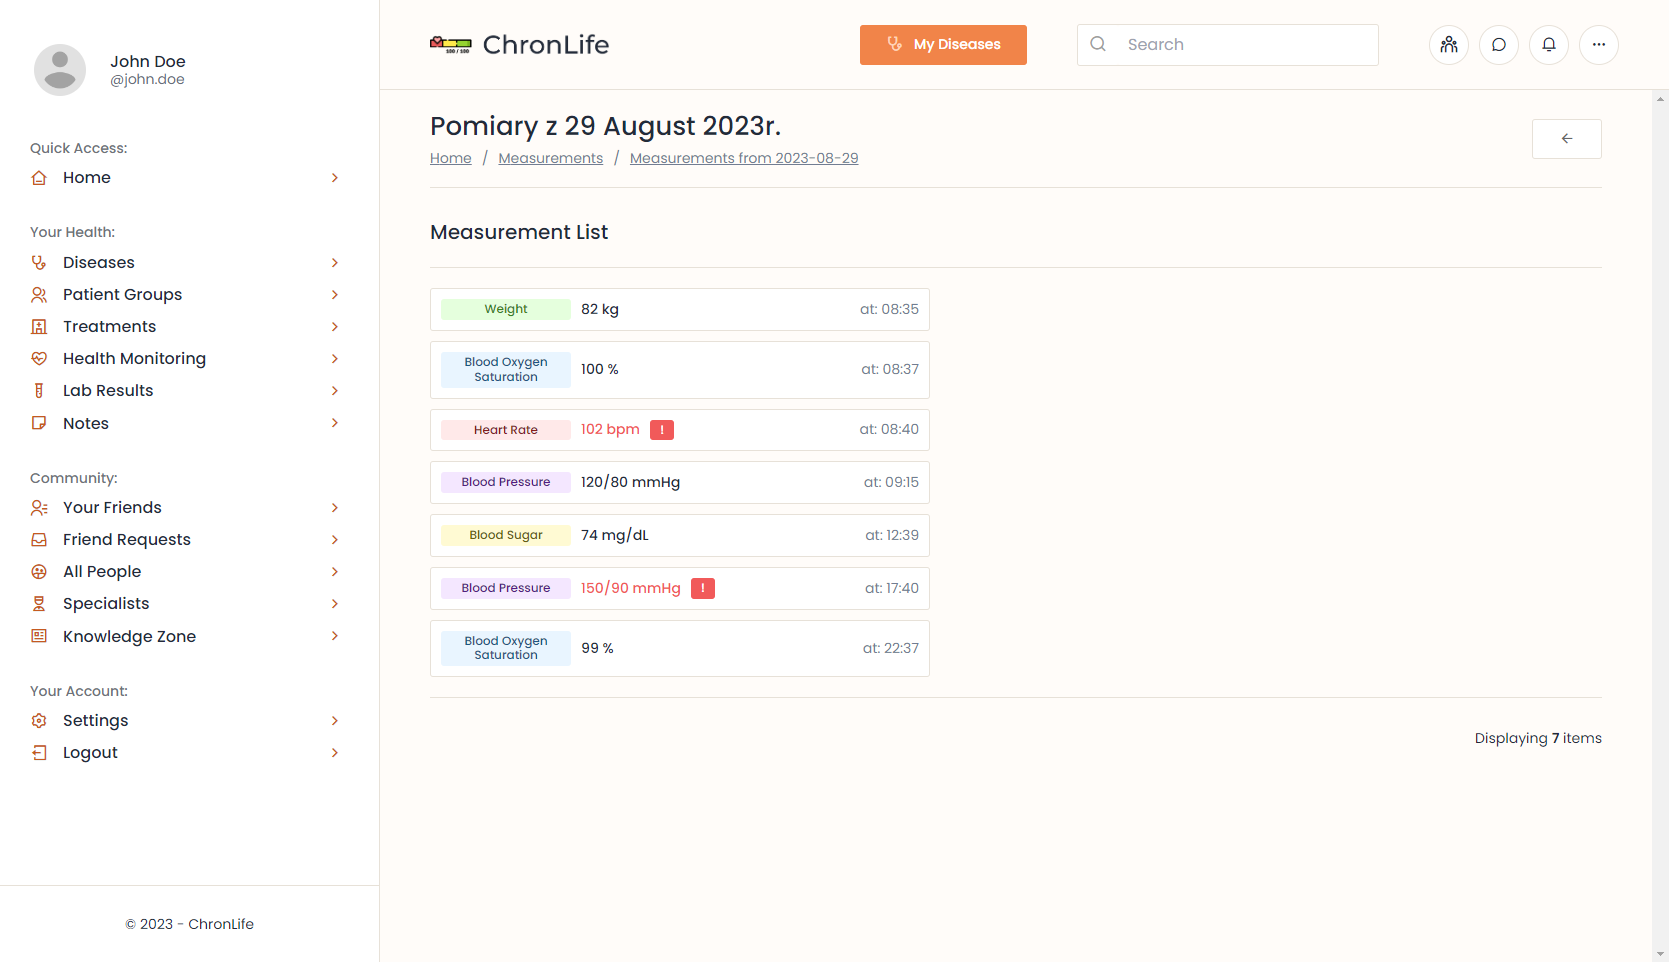 John Doe
@john.doe
Quick Access:
Home
Your Health:
Diseases
Patient Groups
Treatments
Health Monitoring
Lab Results
Notes
Community:
Your Friends
Friend Requests
All People
Specialists
Knowledge Zone
Your Account:
Settings
Logout
© 2023 - ChronLife
100 / 100
ChronLife
My Diseases
Search
Pomiary z 29 August 2023r.
Home / Measurements / Measurements from 2023-08-29
Measurement List
Weight 82 kg at: 08:35
Blood Oxygen
Saturation 100 % at: 08:37
Heart Rate 102 bpm ! at: 08:40
Blood Pressure 120/80 mmHg at: 09:15
Blood Sugar 74 mg/dL at: 12:39
Blood Pressure 150/90 mmHg ! at: 17:40
Blood Oxygen
Saturation 99 % at: 22:37
Displaying 7 items